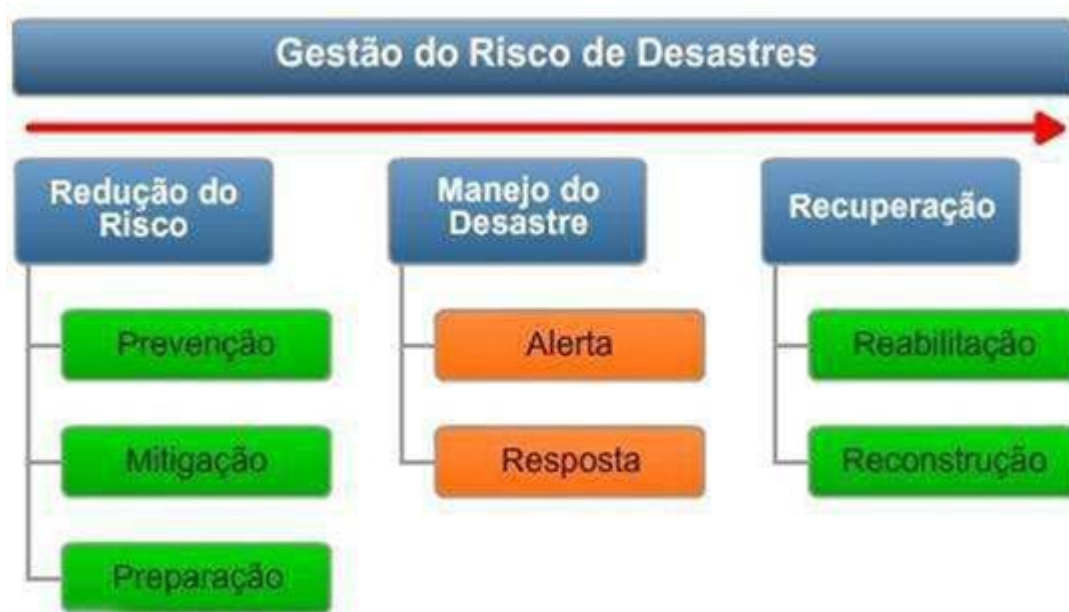 Gestão do Risco de Desastres
Redução do
Risco
Prevenção
Mitigação
Preparação
Manejo do
Desastre
Alerta
Resposta
Recuperação
Reabilitação
Reconstrução